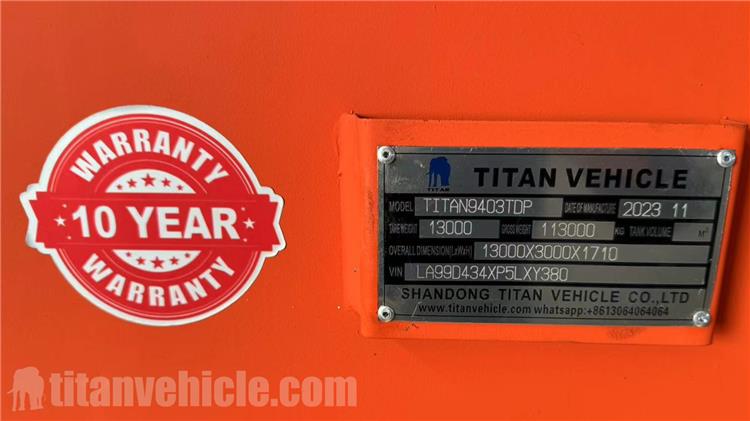 WARRANTY
10 YEAR
WARRANTY
TITAN
TITAN VEHICLE
MODEL TITAN9403TDP DATE OF MANUFACTURE 2023 11
TARE WEIGHT 13000 GROSS WEIGHT 113000 KG TANK VOLUME M³
OVERALL DIMENSION(LxWxH) 13000X3000X1710
VIN LA99D434XP5LXY380
SHANDONG TITAN VEHICLE CO.,LTD
www.titanvehicle.com whatsapp:+8613064064064
titanvehicle.com